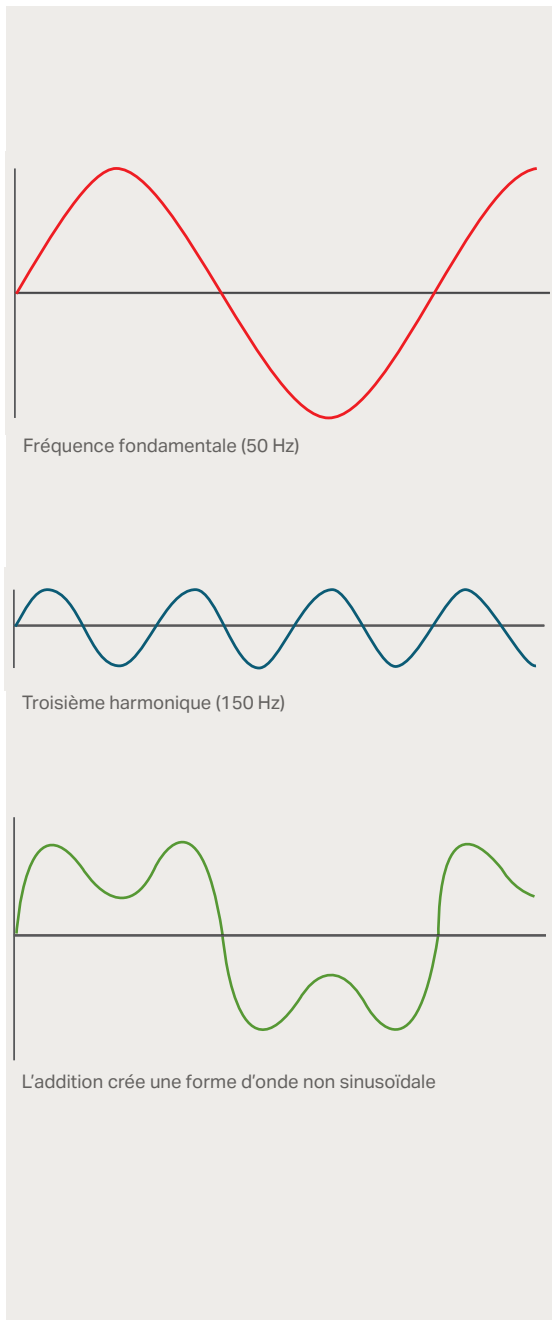 Fréquence fondamentale (50 Hz)
Troisième harmonique (150 Hz)
L’addition crée une forme d’onde non sinusoïdale